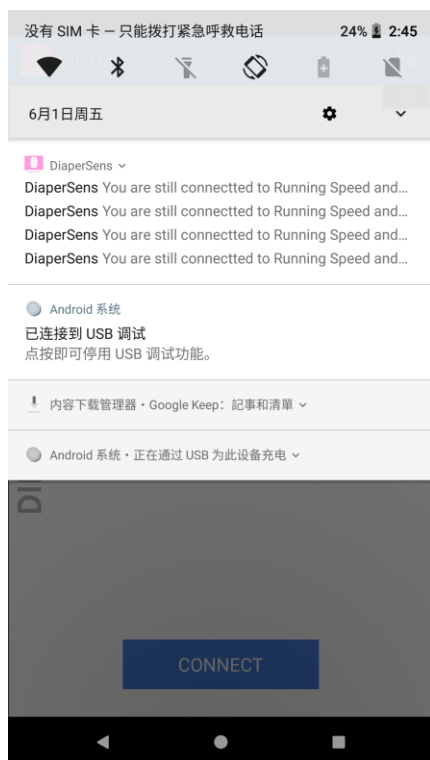 没有 SIM 卡 — 只能拨打紧急呼救电话 24% 2:45
6月1日周五
DiaperSens
DiaperSens You are still connectted to Running Speed and...
DiaperSens You are still connectted to Running Speed and...
DiaperSens You are still connectted to Running Speed and...
DiaperSens You are still connectted to Running Speed and...
Android 系统
已连接到 USB 调试
点按即可停用 USB 调试功能。
内容下载管理器 • Google Keep：記事和清單
Android 系统 • 正在通过 USB 为此设备充电
DI
CONNECT